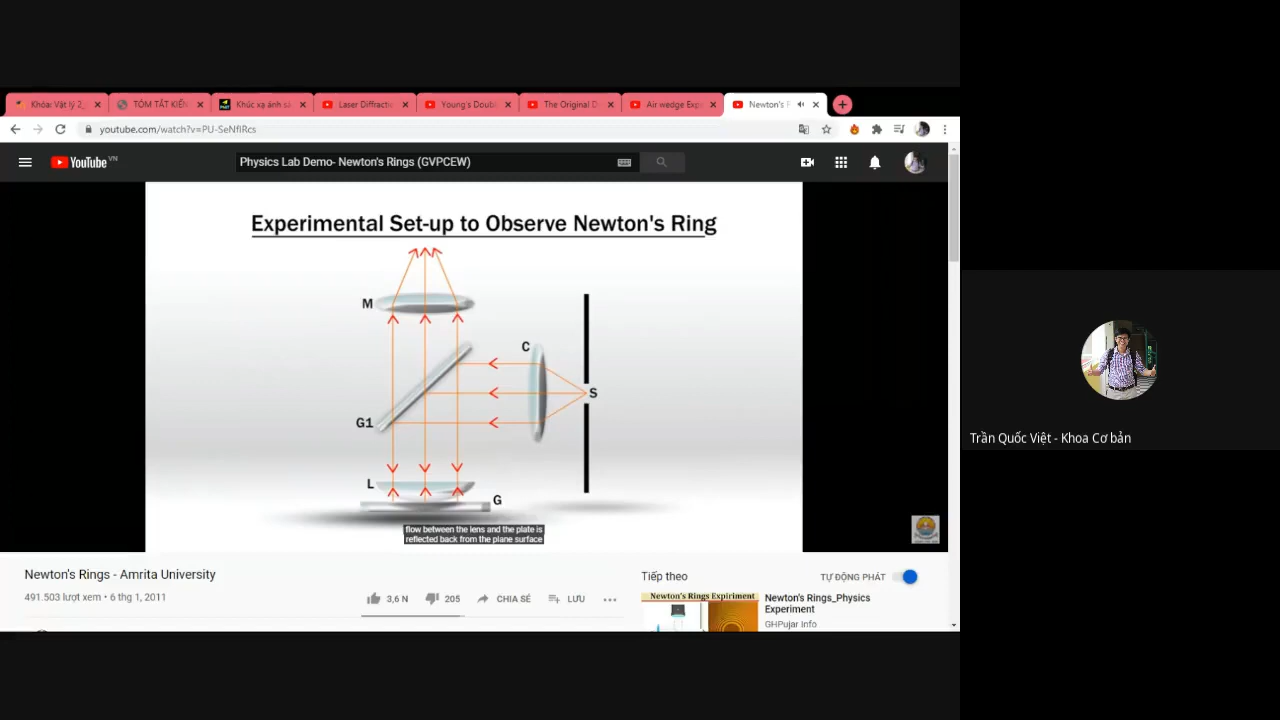 Khóa: Vật lý 2_
TÓM TẮT KIẾN
Khúc xạ ánh sá
Laser Diffractio
Young's Doub
The Original D
Air wedge Exp
Newton's R
youtube.com/watch?v=PU-SeNflRcs
YouTube VN
Physics Lab Demo- Newton's Rings (GVPCEW)
Experimental Set-up to Observe Newton's Ring
M
C
S
G1
L
G
flow between the lens and the plate is
reflected back from the plane surface
Newton's Rings - Amrita University
491.503 lượt xem • 6 thg 1, 2011
3,6 N
205
CHIA SẺ
LƯU
Tiếp theo
TỰ ĐỘNG PHÁT
Newton's Rings Expiriment
Newton's Rings_Physics
Experiment
GHPujar Info
Trần Quốc Việt - Khoa Cơ bản